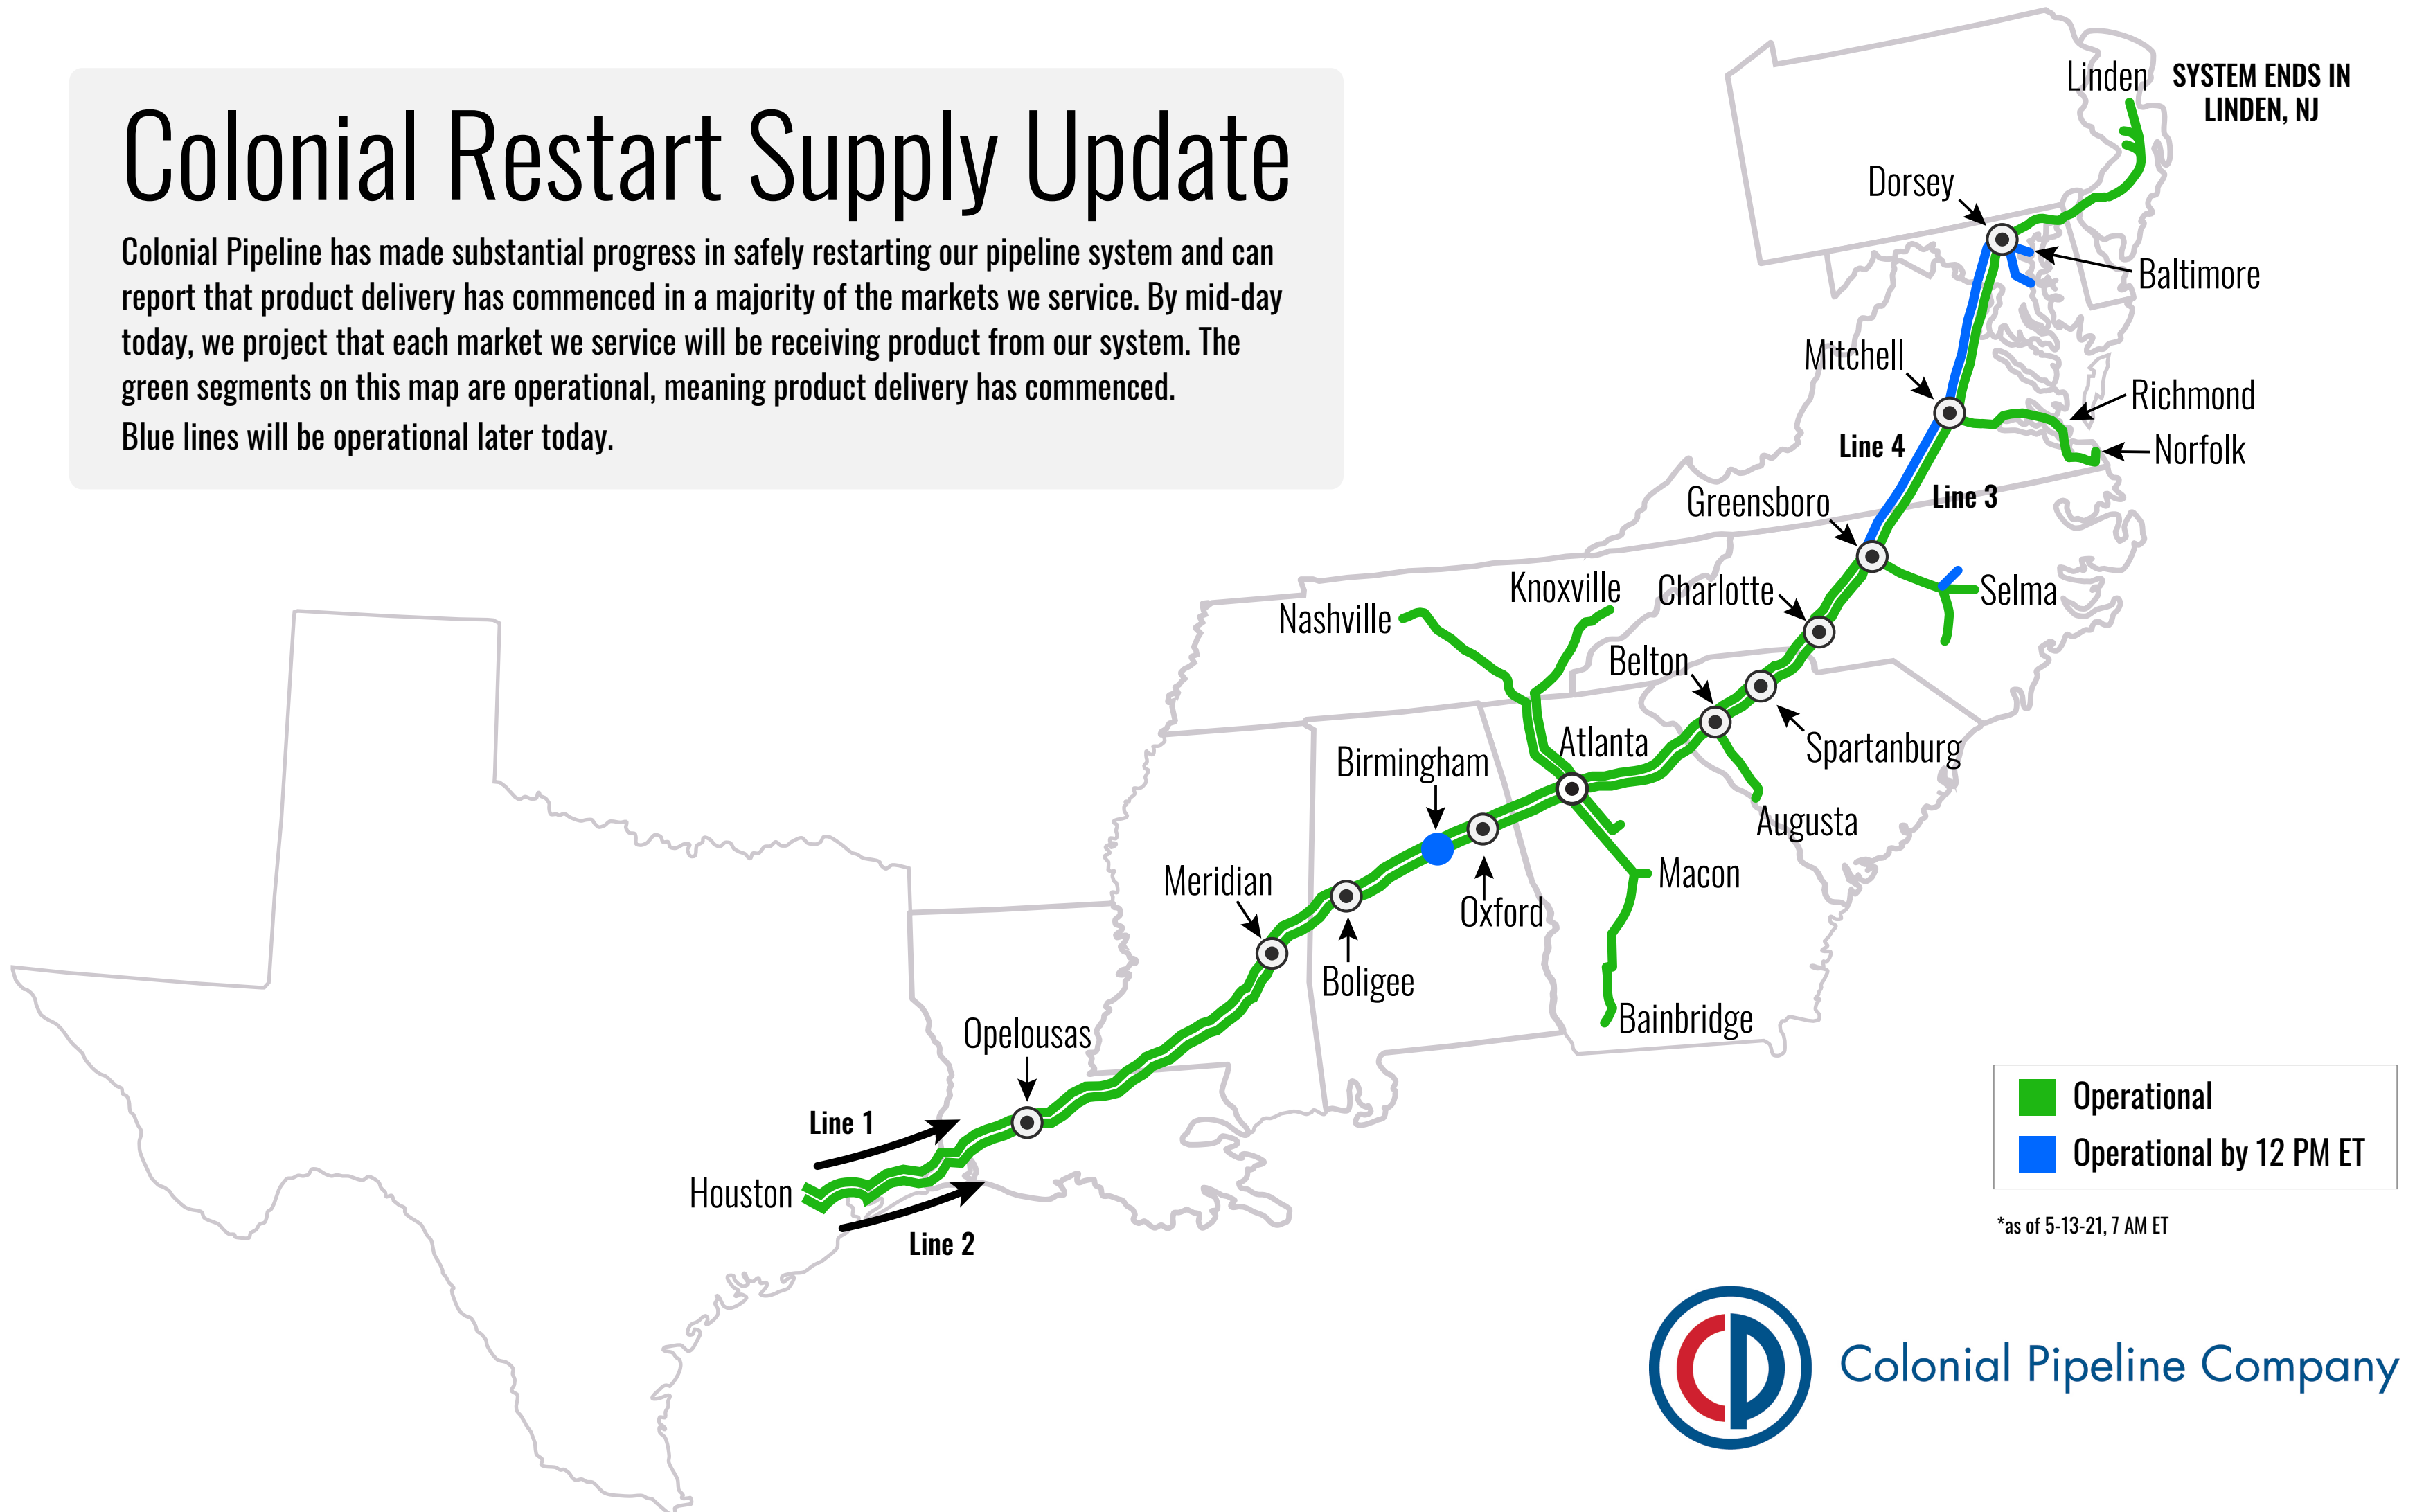 Colonial Restart Supply Update
Colonial Pipeline has made substantial progress in safely restarting our pipeline system and can
report that product delivery has commenced in a majority of the markets we service. By mid-day
today, we project that each market we service will be receiving product from our system. The
green segments on this map are operational, meaning product delivery has commenced.
Blue lines will be operational later today.
Linden
SYSTEM ENDS IN
LINDEN, NJ
Dorsey
Baltimore
Mitchell
Richmond
Line 4
Norfolk
Greensboro
Line 3
Knoxville
Charlotte
Selma
Nashville
Belton
Atlanta
Spartanburg
Birmingham
Augusta
Meridian
Macon
Oxford
Boligee
Bainbridge
Opelousas
Line 1
Houston
Line 2
Operational
Operational by 12 PM ET
*as of 5-13-21, 7 AM ET
CP
Colonial Pipeline Company